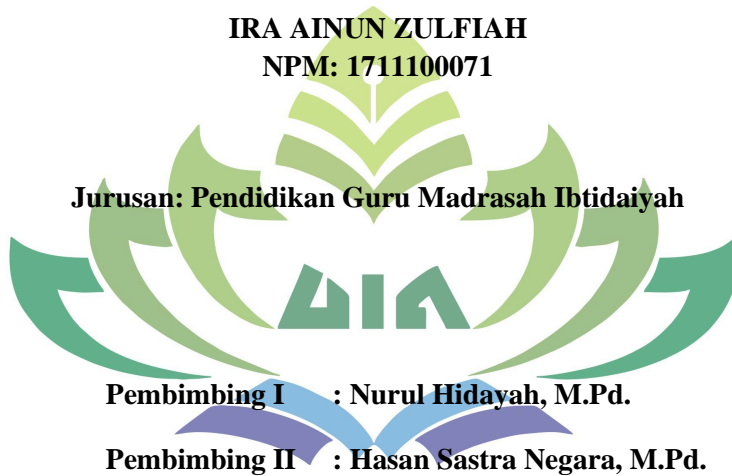 IRA AINUN ZULFIAH
NPM: 1711100071
Jurusan: Pendidikan Guru Madrasah Ibtidaiyah
UIN
Pembimbing I : Nurul Hidayah, M.Pd.
Pembimbing II : Hasan Sastra Negara, M.Pd.